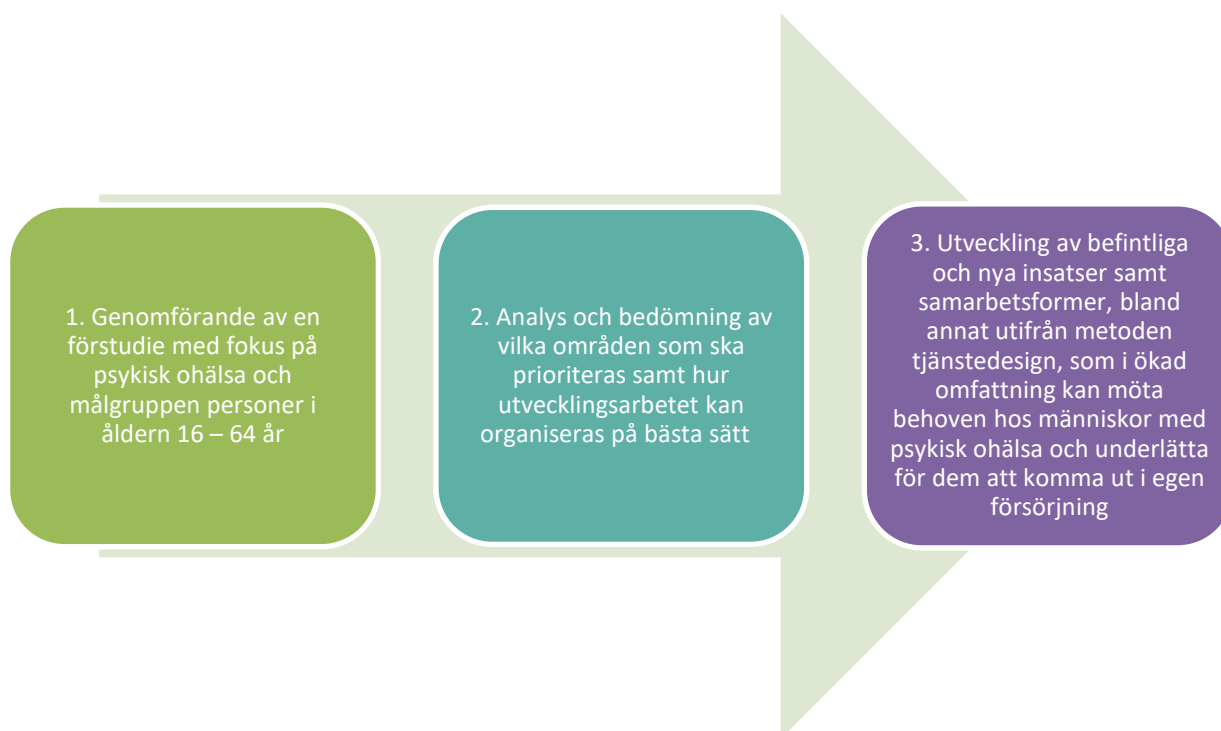 1. Genomförande av en
förstudie med fokus på
psykisk ohälsa och
målgruppen personer i
åldern 16 – 64 år
2. Analys och bedömning av
vilka områden som ska
prioriteras samt hur
utvecklingsarbetet kan
organiseras på bästa sätt
3. Utveckling av befintliga
och nya insatser samt
samarbetsformer, bland
annat utifrån metoden
tjänstedesign, som i ökad
omfattning kan möta
behoven hos människor med
psykisk ohälsa och underlätta
för dem att komma ut i egen
försörjning